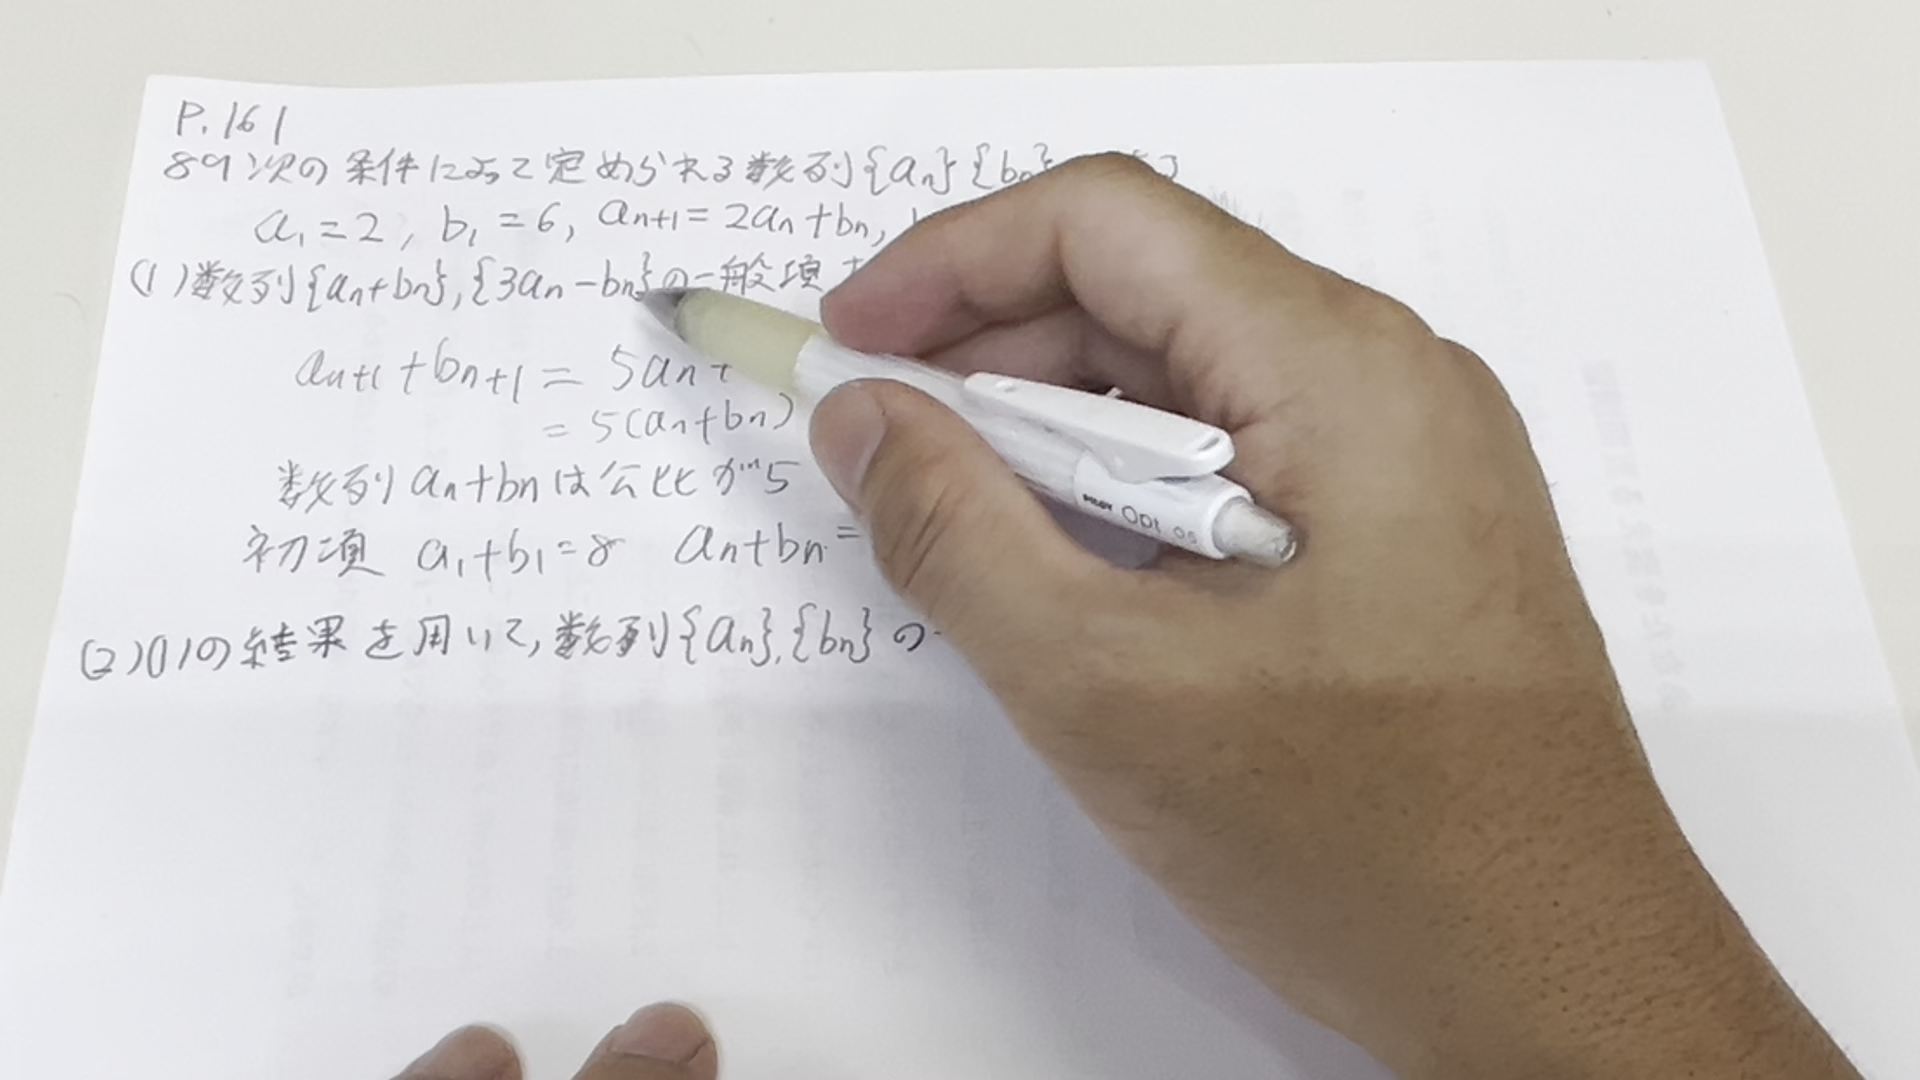 P.161
89 次の条件によって定められる数列{an}{bn}
a1=2, b1=6, an+1=2an+bn,
(1)数列{an+bn},{3an-bn}の一般項
an+1+bn+1=5an+
=5(an+bn)
数列an+bnは公比が5
初項 a1+b1=8 an+bn=
(2)(1)の結果を用いて,数列{an},{bn}の
PILOT Opt. 05